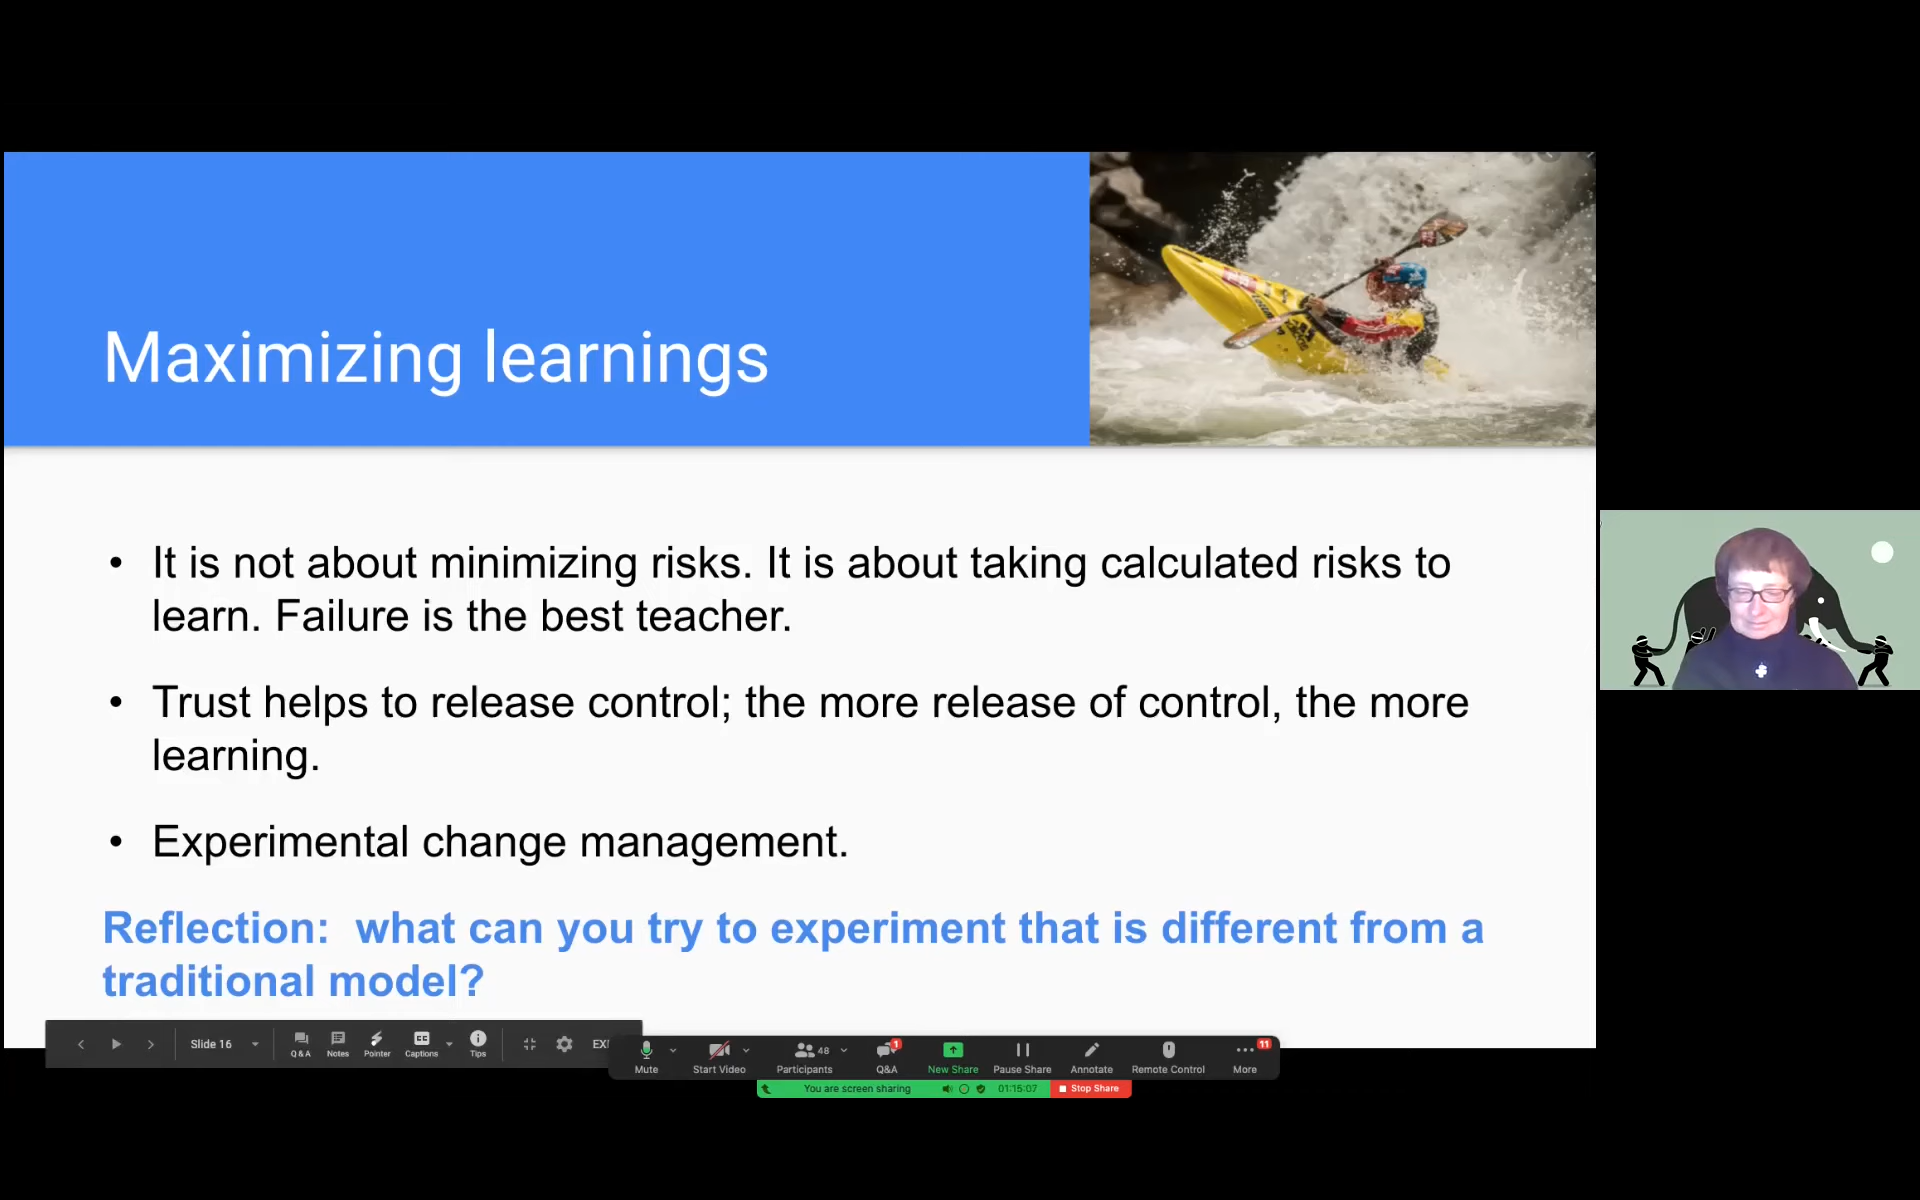 Maximizing learnings
• It is not about minimizing risks. It is about taking calculated risks to
learn. Failure is the best teacher.
• Trust helps to release control; the more release of control, the more
learning.
• Experimental change management.
Reflection:  what can you try to experiment that is different from a
traditional model?
Slide 16
Q & A
Notes
Pointer
Captions
Tips
Mute
Start Video
48
Participants
1
Q&A
New Share
Pause Share
Annotate
Remote Control
11
More
You are screen sharing
01:15:07
Stop Share